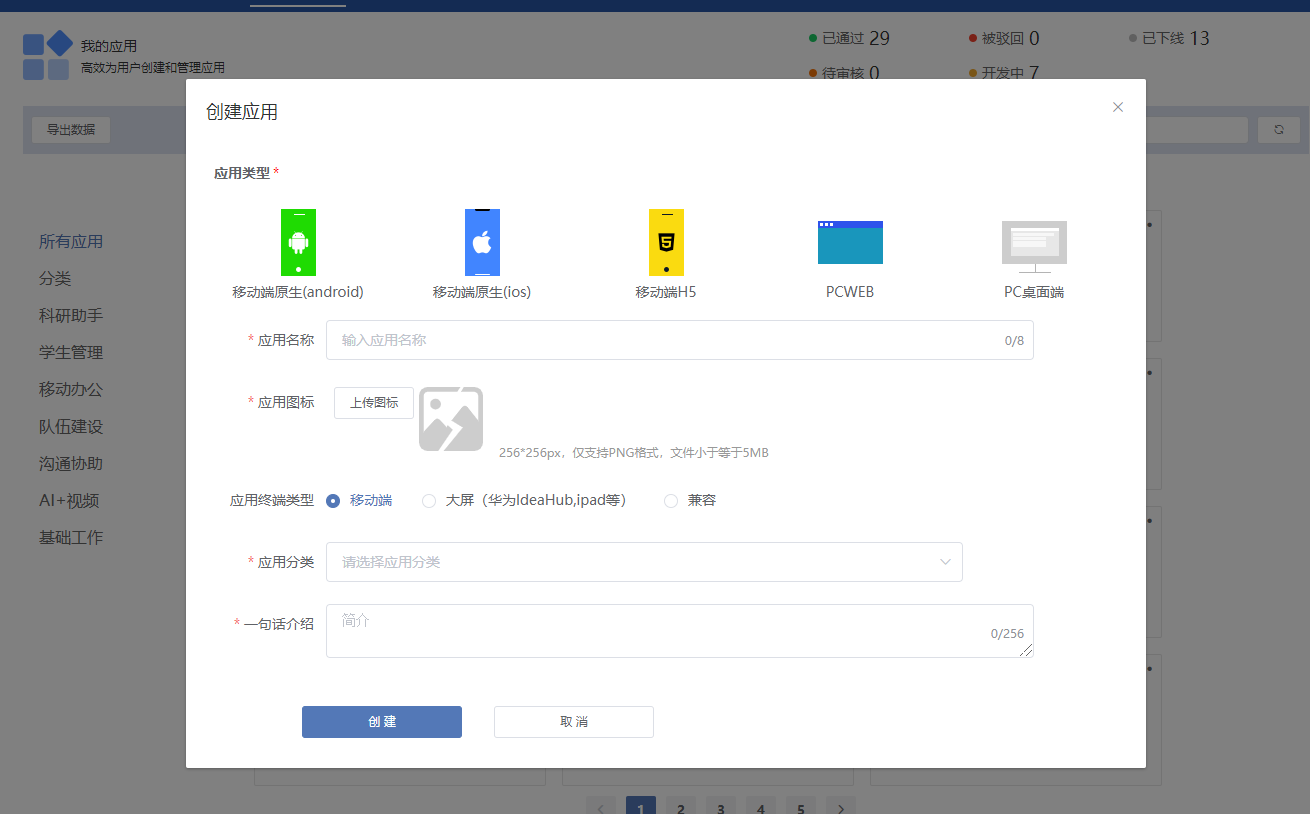 我的应用
高效为用户创建和管理应用
已通过 29
被驳回 0
已下线 13
待审核 0
开发中 7
导出数据
所有应用
分类
科研助手
学生管理
移动办公
队伍建设
沟通协助
AI+视频
基础工作
创建应用
应用类型 *
移动端原生(android)
移动端原生(ios)
移动端H5
PCWEB
PC桌面端
* 应用名称
输入应用名称
0/8
* 应用图标
上传图标
256*256px，仅支持PNG格式，文件小于等于5MB
应用终端类型
移动端
大屏（华为IdeaHub,ipad等）
兼容
* 应用分类
请选择应用分类
* 一句话介绍
简介
0/256
创 建
取 消
1 2 3 4 5